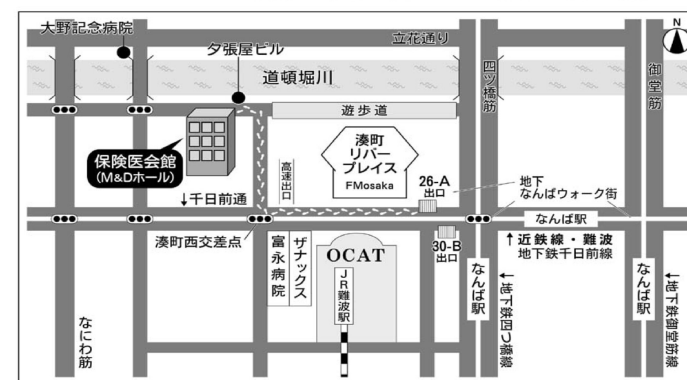 大野記念病院
夕張屋ビル
立花通り
N
道頓堀川
四ツ橋筋
御堂筋
遊歩道
保険医会館
(M&Dホール)
高速出口
湊町
リバー
プレイス
FMosaka
26-A
出口
地下
なんばウォーク街
↓千日前通
なんば駅
湊町西交差点
富永病院
ザナックス
OCAT
JR難波駅
30-B
出口
↑近鉄線・難波
地下鉄千日前線
なにわ筋
なんば駅
↓地下鉄四つ橋線
なんば駅
↓地下鉄御堂筋線